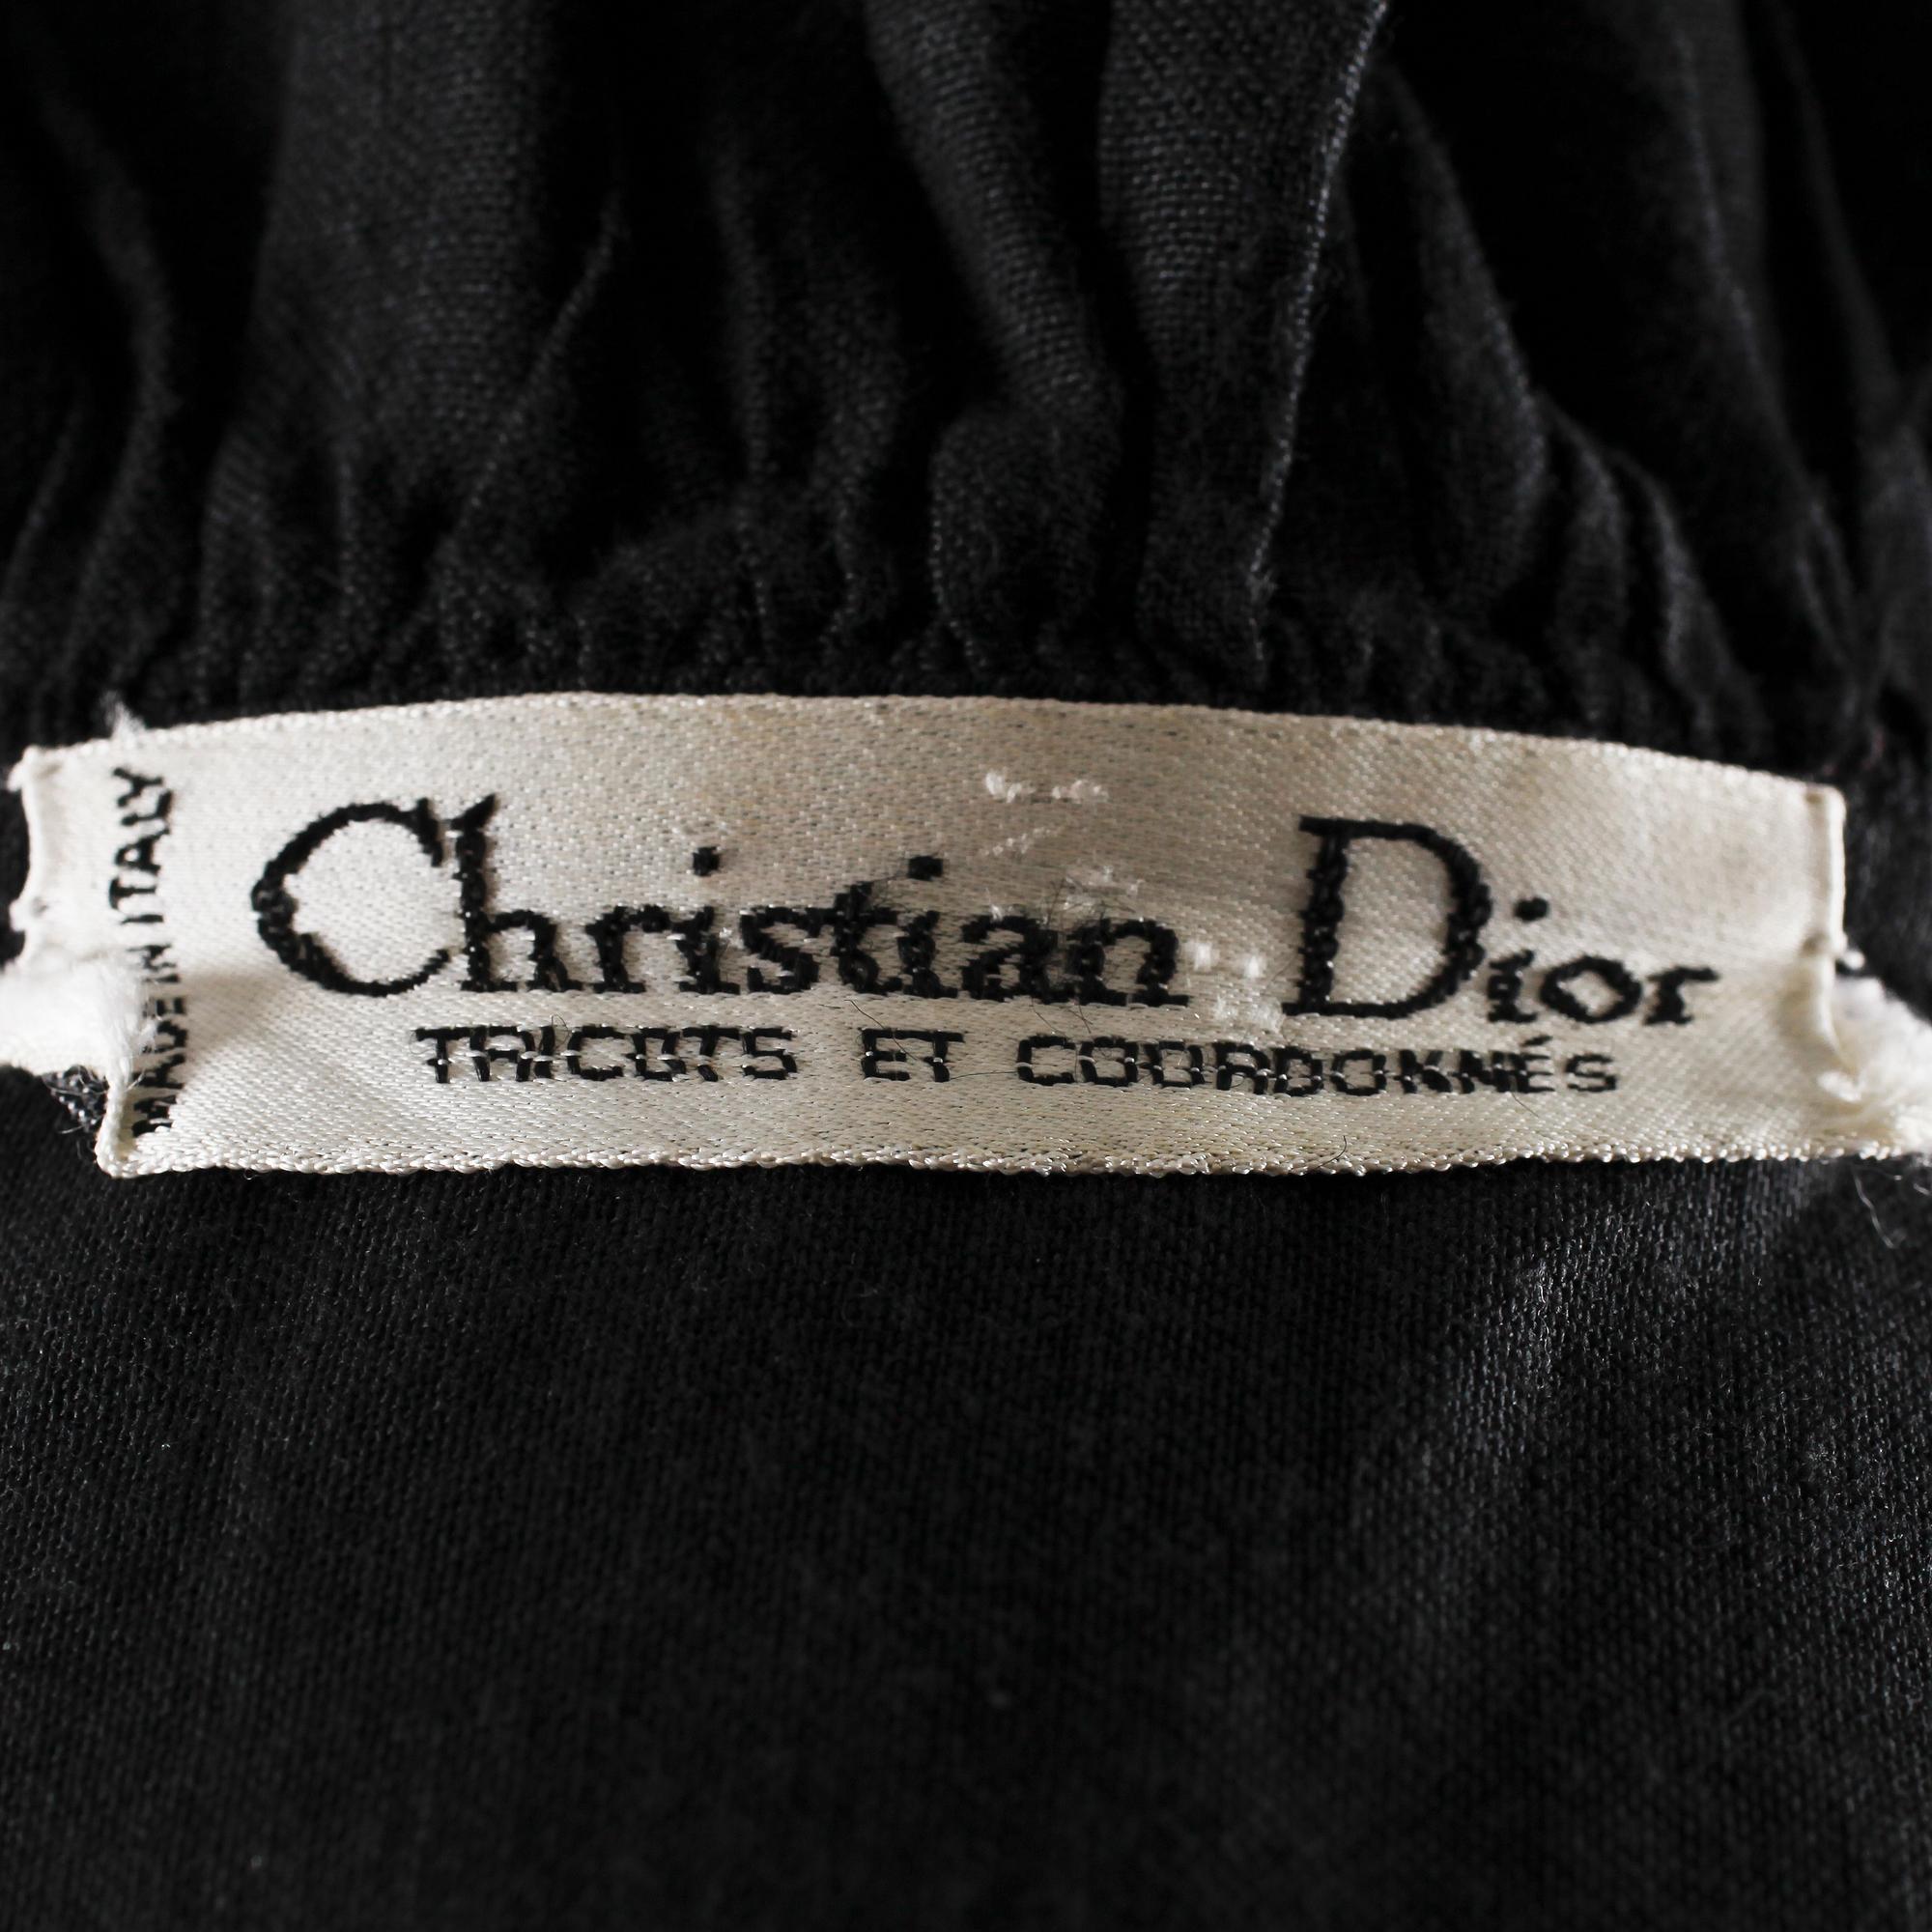 MADE IN ITALY
Christian Dior
TRICOTS ET COORDONNÉS